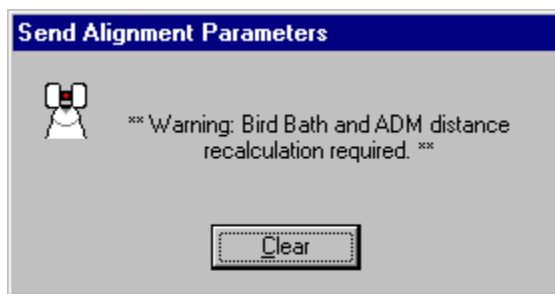 Send Alignment Parameters
** Warning: Bird Bath and ADM distance
recalculation required. **
Clear